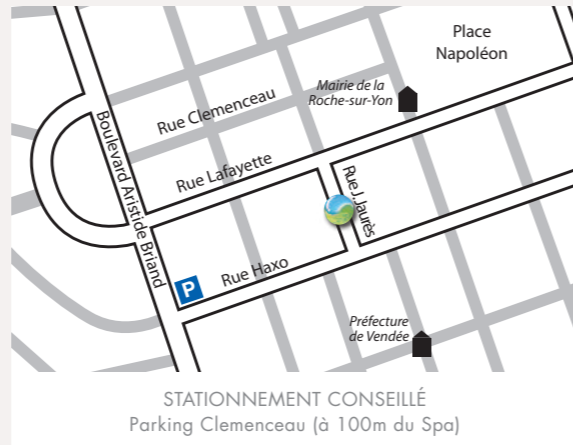 Place
Napoléon
Mairie de la
Roche-sur-Yon
Rue Clemenceau
Boulevard Aristide Briand
Rue Lafayette
Rue J.Jaurès
Rue Haxo
P
Préfecture
de Vendée
STATIONNEMENT CONSEILLÉ
Parking Clemenceau (à 100m du Spa)